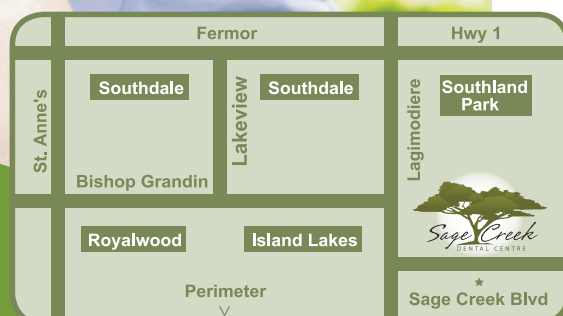 Fermor
Hwy 1
St. Anne's
Southdale
Lakeview
Southdale
Lagimodiere
Southland
Park
Bishop Grandin
Sage Creek
DENTAL CENTRE
Royalwood
Island Lakes
Perimeter
Sage Creek Blvd